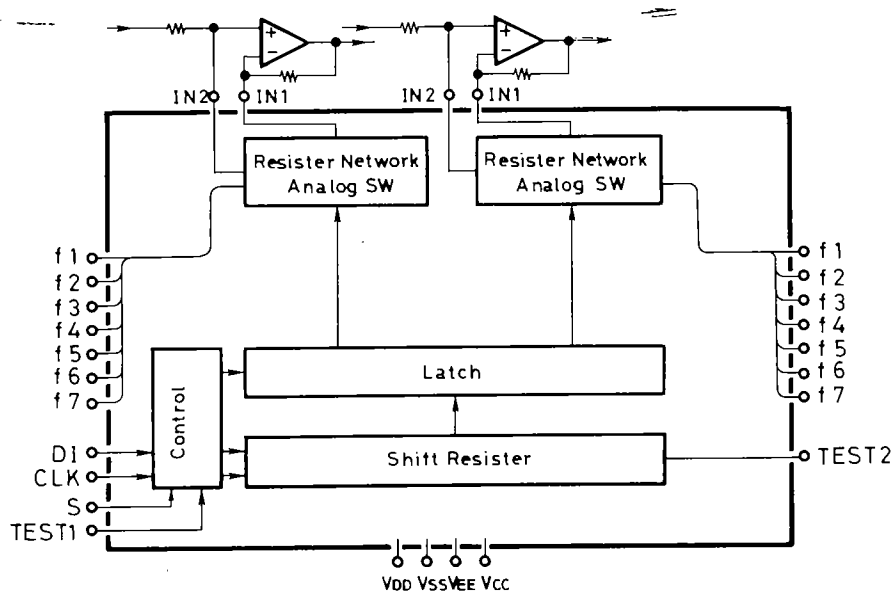 +
−
+
−
IN2
IN1
IN2
IN1
Resister Network
Analog SW
Resister Network
Analog SW
f1
f2
f3
f4
f5
f6
f7
f1
f2
f3
f4
f5
f6
f7
Control
Latch
Shift Resister
D1
CLK
S
TEST1
TEST2
VDD VSS VEE VCC